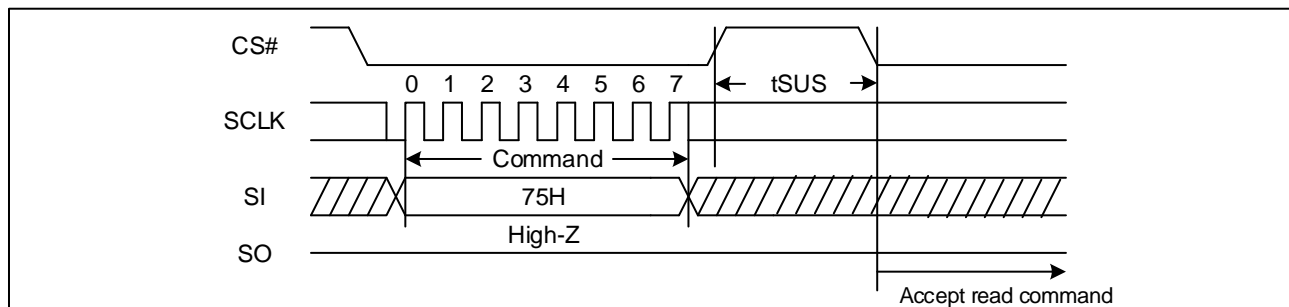 CS#
tSUS
0 1 2 3 4 5 6 7
SCLK
Command
SI
75H
High-Z
SO
Accept read command